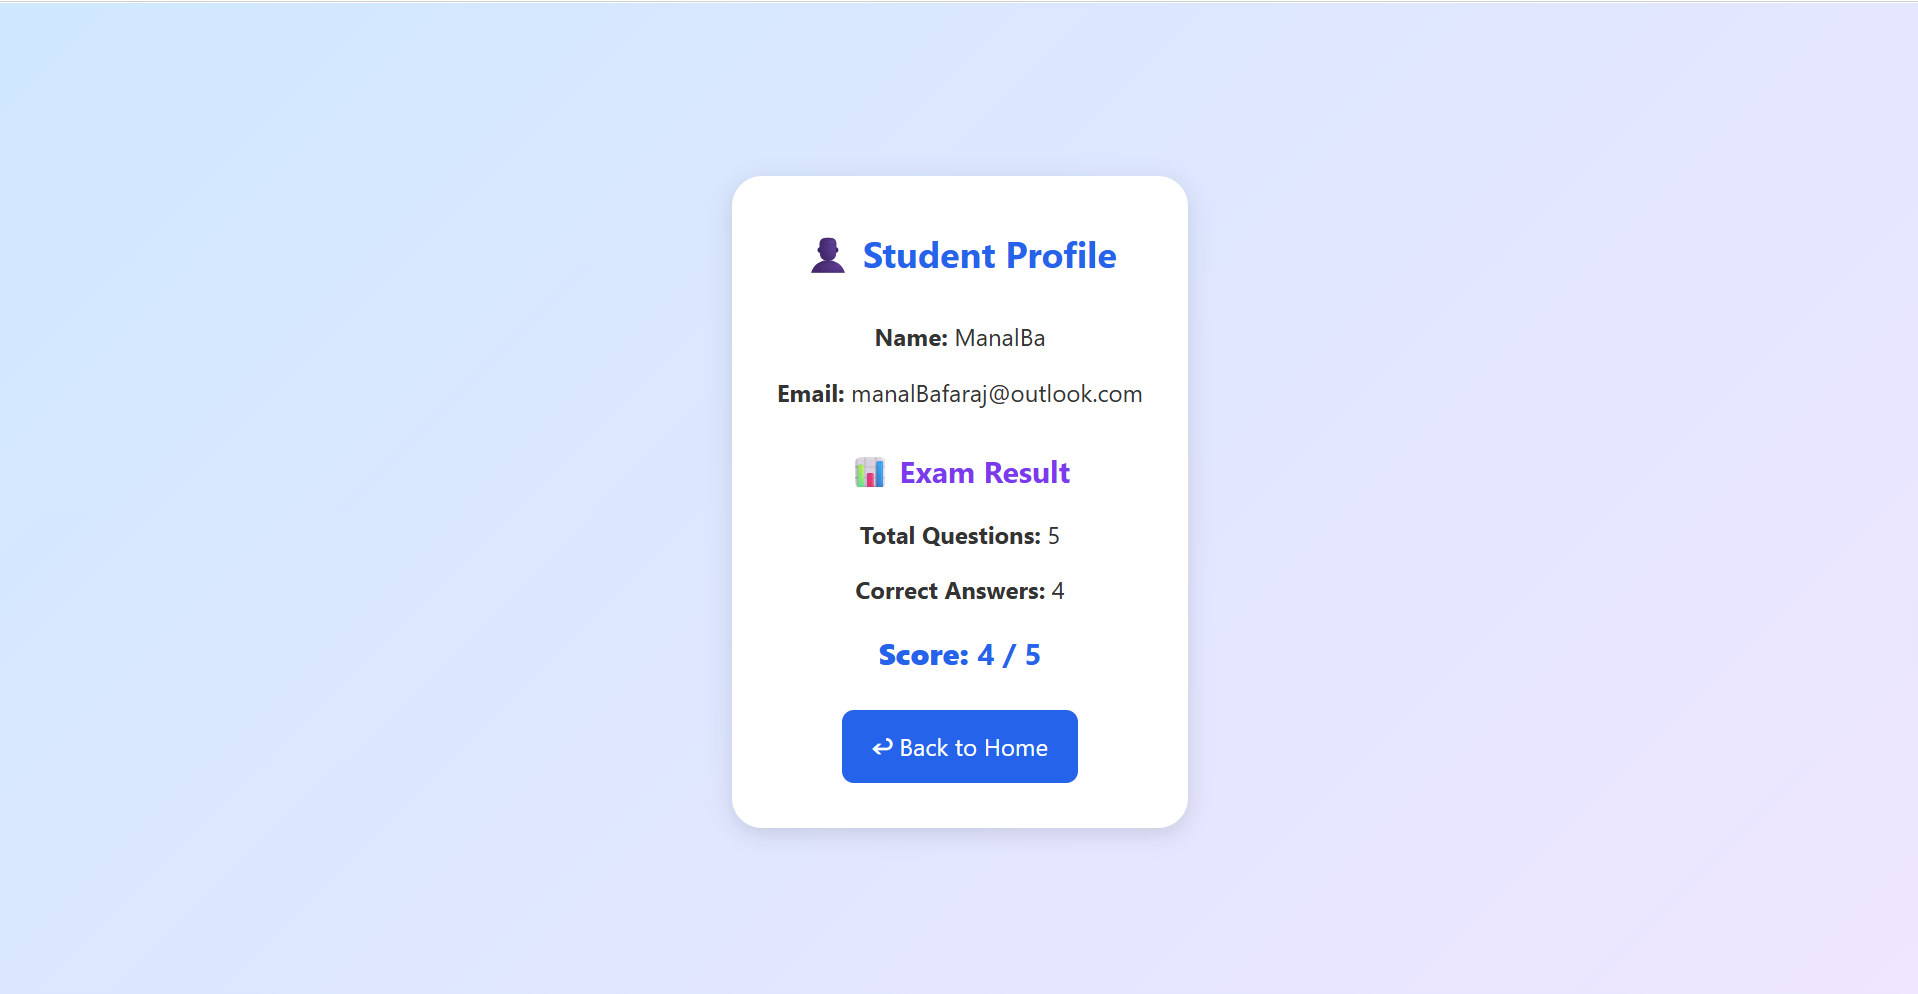 Student Profile
Name: ManalBa
Email: manalBafaraj@outlook.com
Exam Result
Total Questions: 5
Correct Answers: 4
Score: 4 / 5
↩ Back to Home